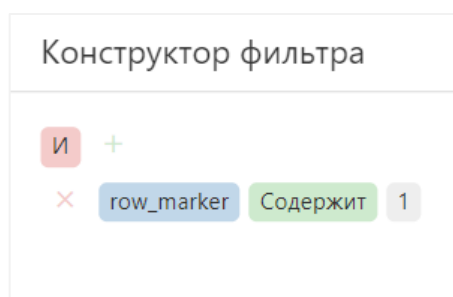 Конструктор фильтра
И +
× row_marker Содержит 1